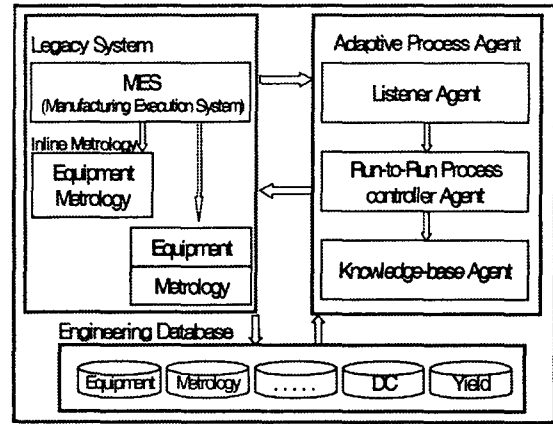 Legacy System
MES
(Manufacturing Execution System)
Inline Metrology
Equipment
Metrology
Equipment
Metrology
Adaptive Process Agent
Listener Agent
Run-to-Run Process
controller Agent
Knowledge-base Agent
Engineering Database
Equipment
Metrology
.....
DC
Yield